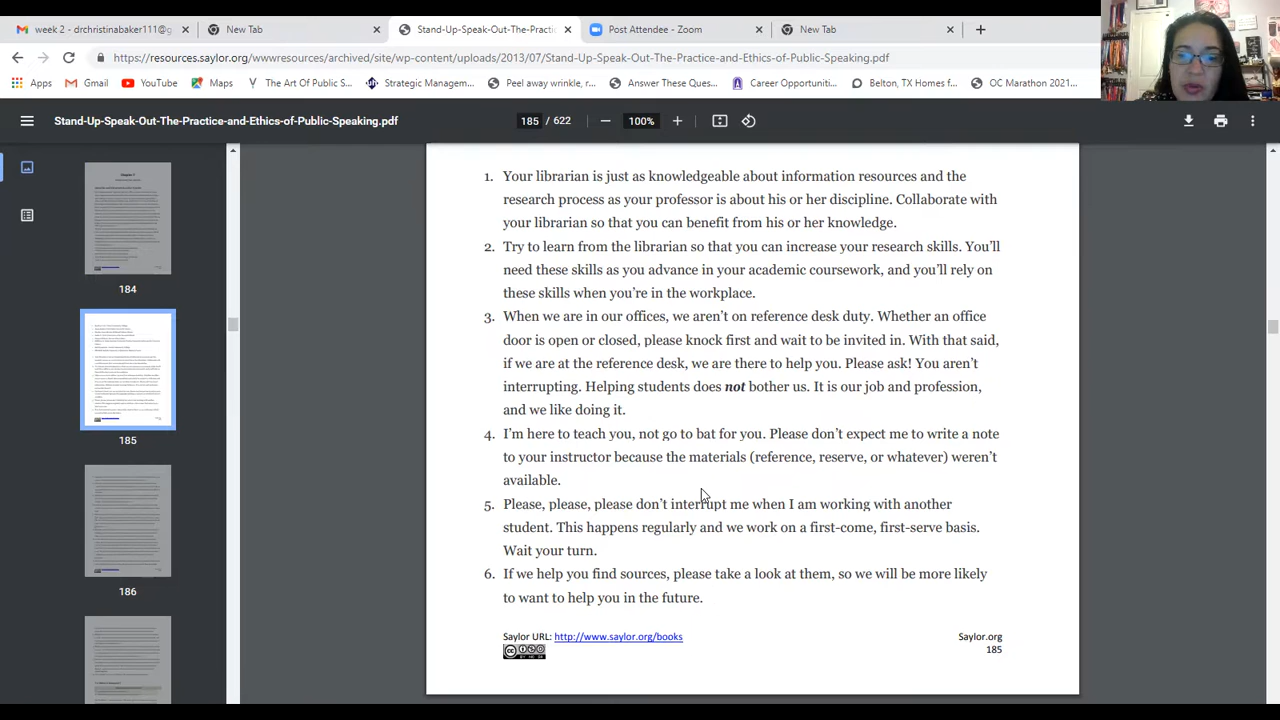 week 2 - drchristinabaker111@g
New Tab
Stand-Up-Speak-Out-The-Practic
Post Attendee - Zoom
New Tab
https://resources.saylor.org/wwwresources/archived/site/wp-content/uploads/2013/07/Stand-Up-Speak-Out-The-Practice-and-Ethics-of-Public-Speaking.pdf
Apps
Gmail
YouTube
Maps
The Art Of Public S...
Strategic Managem...
Peel away wrinkle, r...
Answer These Ques...
Career Opportuniti...
Belton, TX Homes f...
OC Marathon 2021...
Stand-Up-Speak-Out-The-Practice-and-Ethics-of-Public-Speaking.pdf
185 / 622
100%
184
185
186
1. Your librarian is just as knowledgeable about information resources and the
research process as your professor is about his or her discipline. Collaborate with
your librarian so that you can benefit from his or her knowledge.
2. Try to learn from the librarian so that you can increase your research skills. You’ll
need these skills as you advance in your academic coursework, and you’ll rely on
these skills when you’re in the workplace.
3. When we are in our offices, we aren’t on reference desk duty. Whether an office
door is open or closed, please knock first and wait to be invited in. With that said,
if we are at the reference desk, we are there to help you. Please ask! You aren’t
interrupting. Helping students does not bother us. It is our job and profession,
and we like doing it.
4. I’m here to teach you, not go to bat for you. Please don’t expect me to write a note
to your instructor because the materials (reference, reserve, or whatever) weren’t
available.
5. Please, please, please don’t interrupt me when I am working with another
student. This happens regularly and we work on a first-come, first-serve basis.
Wait your turn.
6. If we help you find sources, please take a look at them, so we will be more likely
to want to help you in the future.
Saylor URL: http://www.saylor.org/books
Saylor.org
185